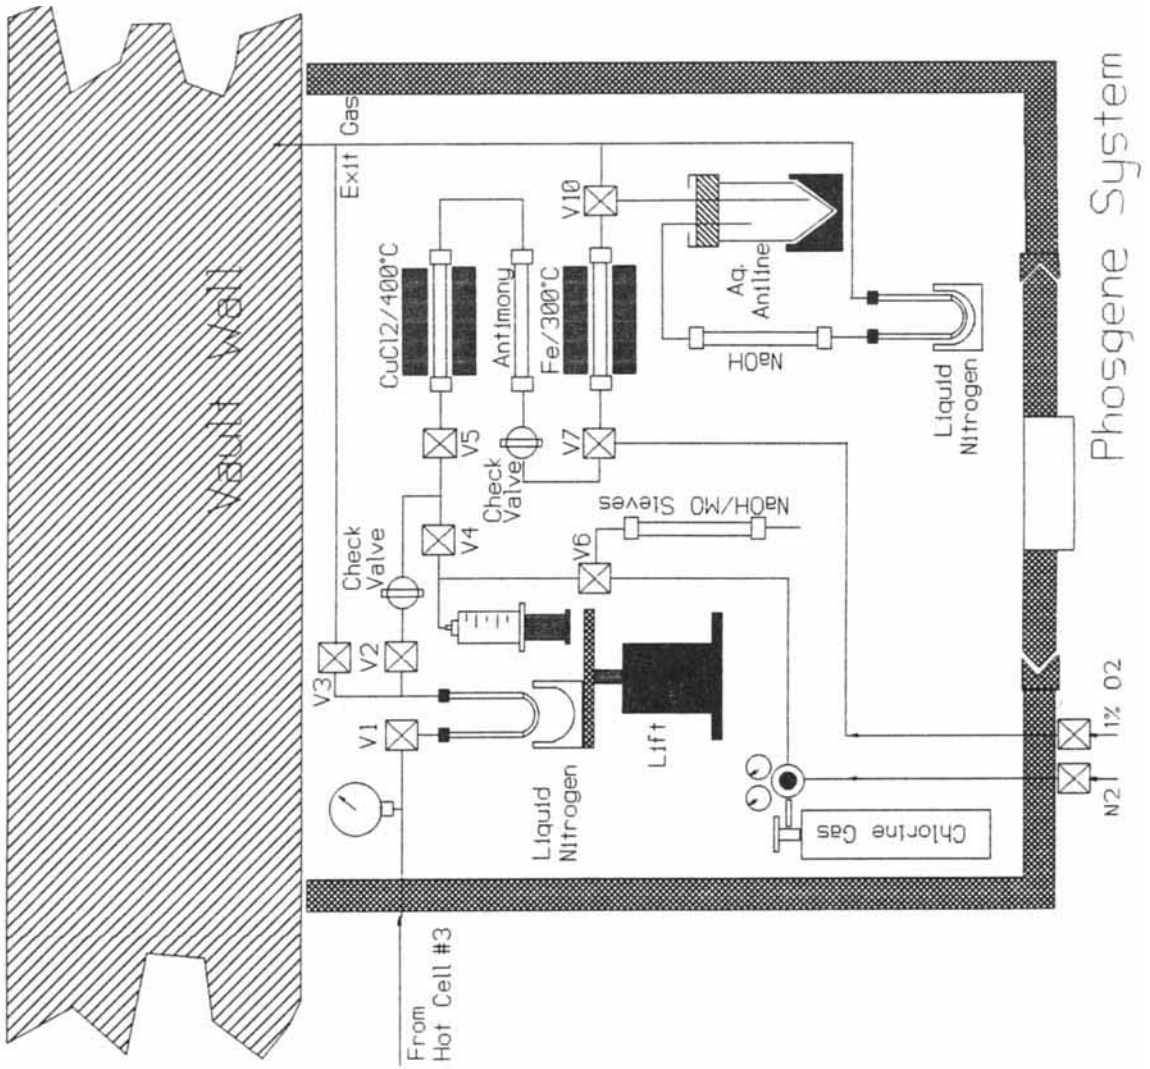 Vault Wall
Exit Gas
CuCl2/400°C
Antimony
Fe/300°C
V10
Aq.
Aniline
NaOH
Liquid
Nitrogen
V5
Check
Valve
V7
V4
V6
NaOH/MO Sieves
Check
Valve
V3
V2
V1
Liquid
Nitrogen
Lift
Chlorine Gas
1% O2
N2
From
Hot Cell #3
Phosgene System